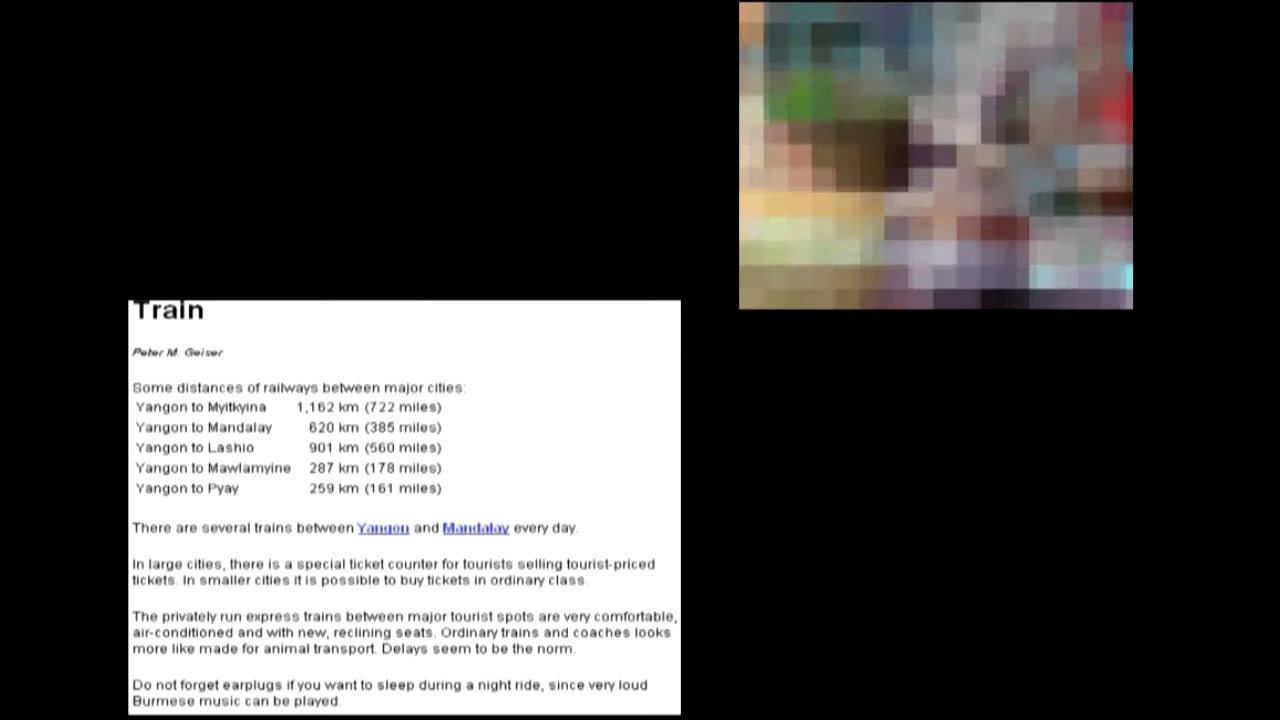 Train
Peter M. Geiser
Some distances of railways between major cities:
Yangon to Myitkyina 1,162 km (722 miles)
Yangon to Mandalay 620 km (385 miles)
Yangon to Lashio 901 km (560 miles)
Yangon to Mawlamyine 287 km (178 miles)
Yangon to Pyay 259 km (161 miles)
There are several trains between Yangon and Mandalay every day.
In large cities, there is a special ticket counter for tourists selling tourist-priced
tickets. In smaller cities it is possible to buy tickets in ordinary class.
The privately run express trains between major tourist spots are very comfortable,
air-conditioned and with new, reclining seats. Ordinary trains and coaches looks
more like made for animal transport. Delays seem to be the norm.
Do not forget earplugs if you want to sleep during a night ride, since very loud
Burmese music can be played.